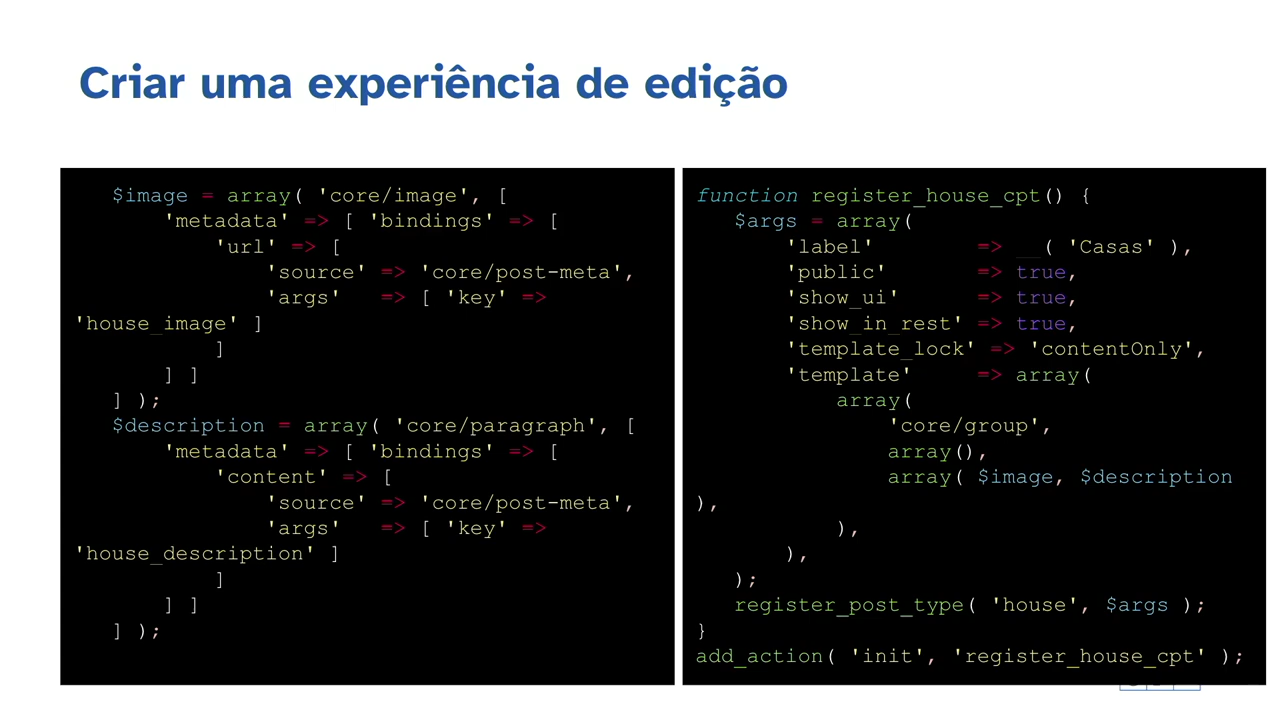 Criar uma experiência de edição
$image = array( 'core/image', [
'metadata' => [ 'bindings' => [
'url' => [
'source' => 'core/post-meta',
'args' => [ 'key' =>
'house_image' ]
]
] ]
] );
$description = array( 'core/paragraph', [
'metadata' => [ 'bindings' => [
'content' => [
'source' => 'core/post-meta',
'args' => [ 'key' =>
'house_description' ]
]
] ]
] );
function register_house_cpt() {
$args = array(
'label' => __( 'Casas' ),
'public' => true,
'show_ui' => true,
'show_in_rest' => true,
'template_lock' => 'contentOnly',
'template' => array(
array(
'core/group',
array(),
array( $image, $description
),
),
),
);
register_post_type( 'house', $args );
}
add_action( 'init', 'register_house_cpt' );